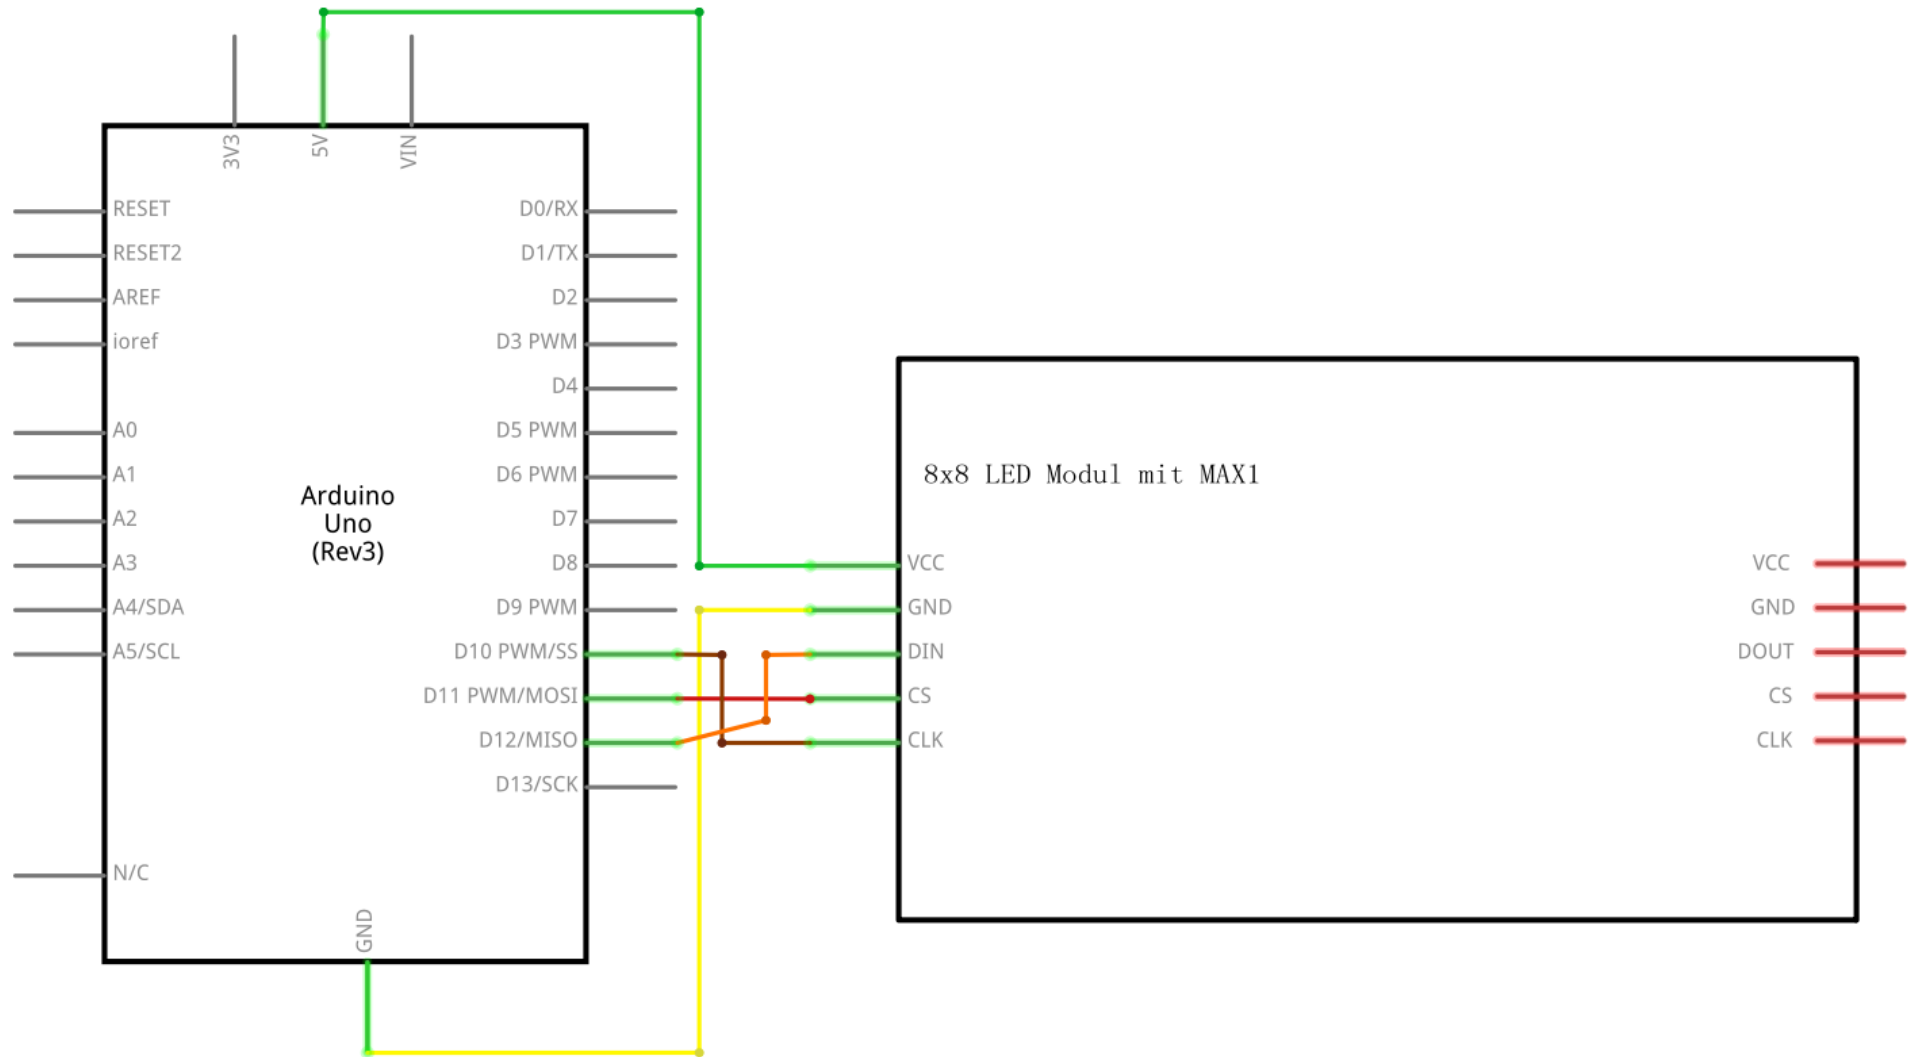 3V3
5V
VIN
RESET
RESET2
AREF
ioref
A0
A1
A2
A3
A4/SDA
A5/SCL
N/C
Arduino
Uno
(Rev3)
D0/RX
D1/TX
D2
D3 PWM
D4
D5 PWM
D6 PWM
D7
D8
D9 PWM
D10 PWM/SS
D11 PWM/MOSI
D12/MISO
D13/SCK
GND
8x8 LED Modul mit MAX1
VCC
GND
DIN
CS
CLK
VCC
GND
DOUT
CS
CLK